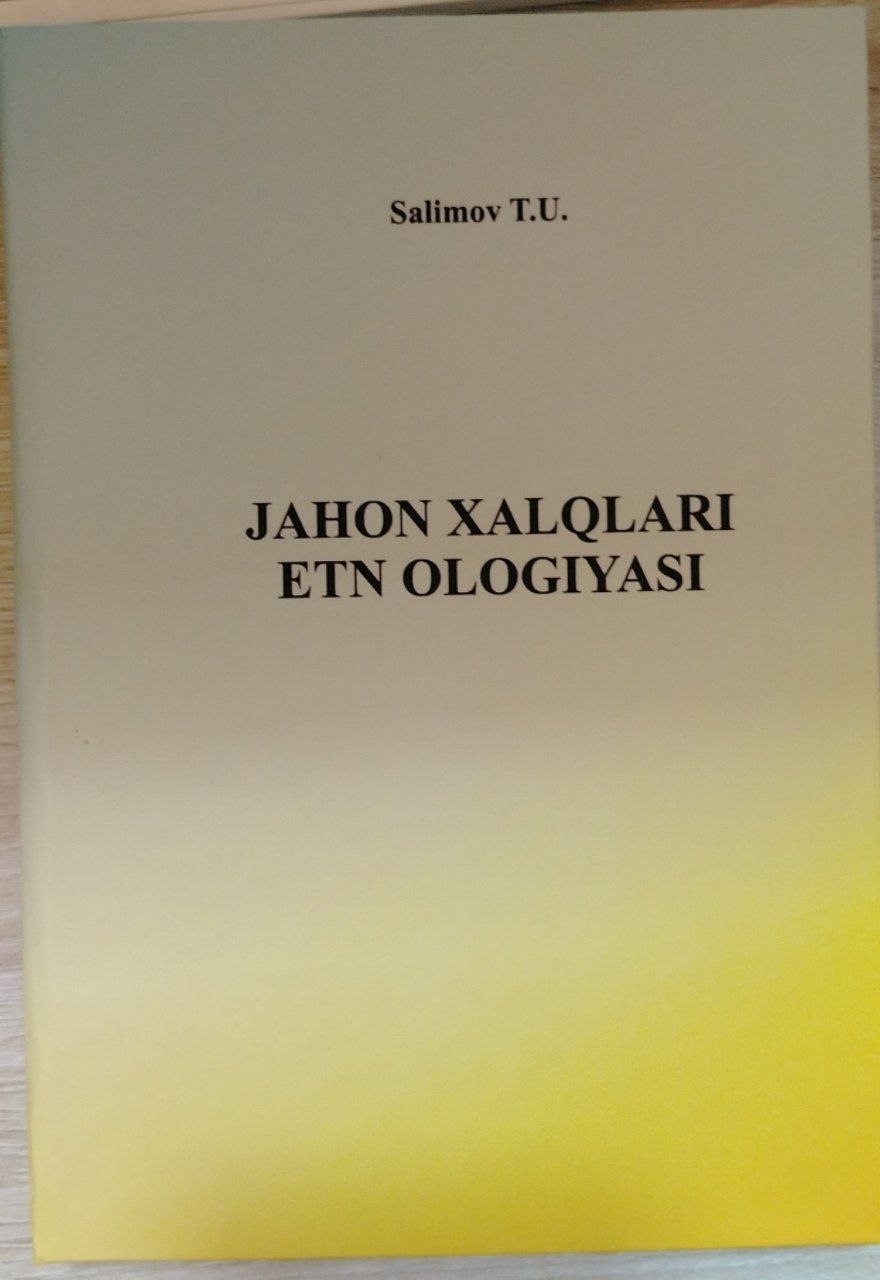 Salimov T.U.
JAHON XALQLARI
ETN OLOGIYASI